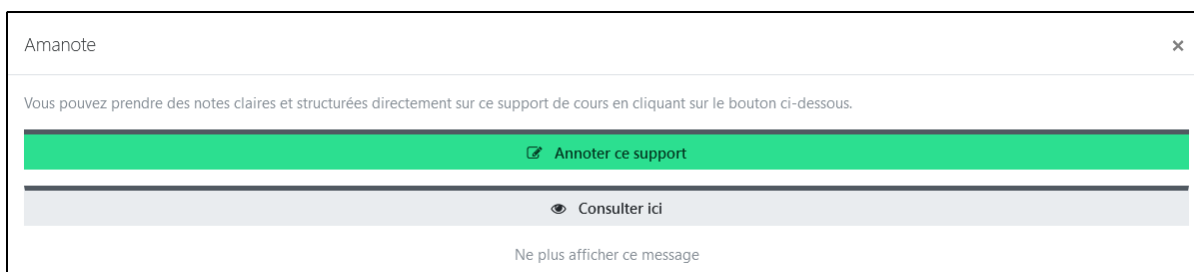 Amanote
×
Vous pouvez prendre des notes claires et structurées directement sur ce support de cours en cliquant sur le bouton ci-dessous.
Annoter ce support
Consulter ici
Ne plus afficher ce message